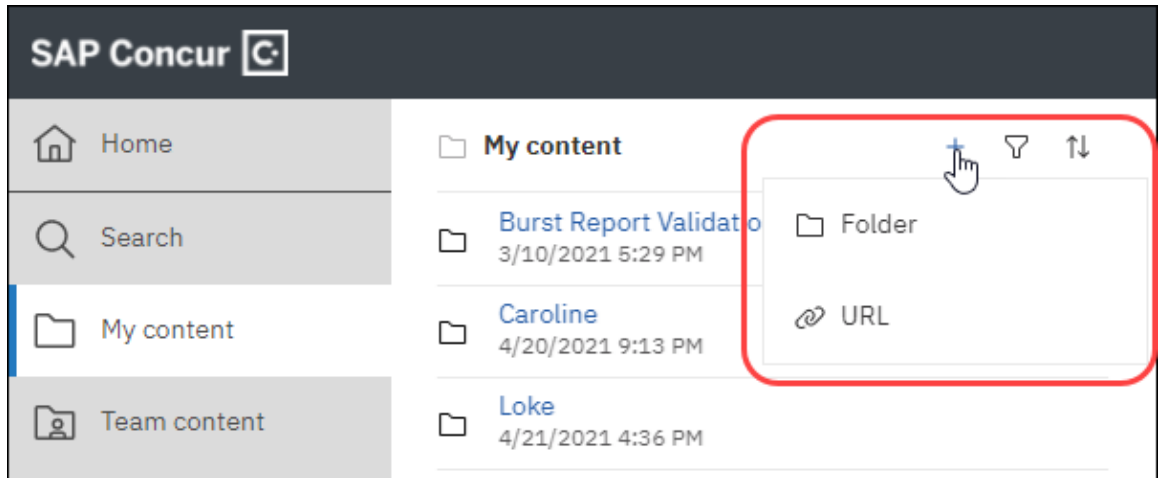 SAP Concur C
Home
Search
My content
Team content
My content
Burst Report Validatio
3/10/2021 5:29 PM
Caroline
4/20/2021 9:13 PM
Loke
4/21/2021 4:36 PM
Folder
URL